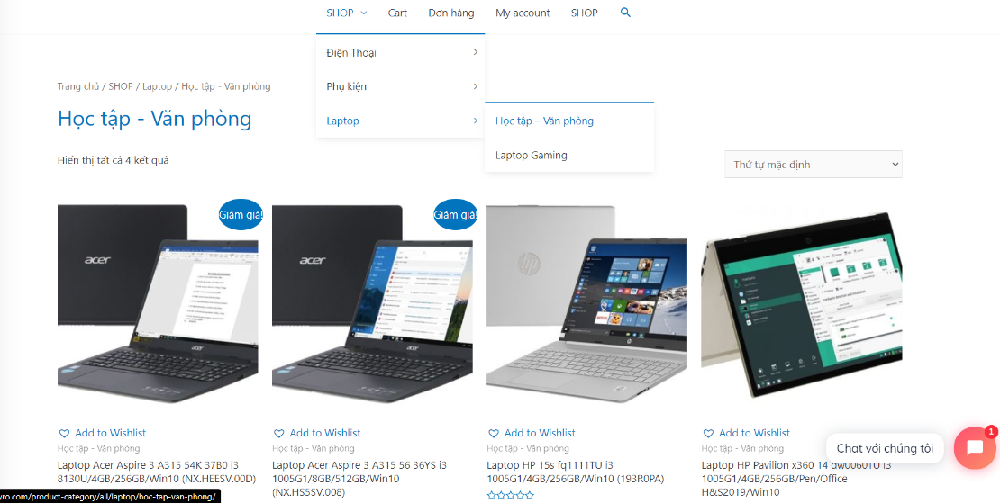 SHOP
Cart
Đơn hàng
My account
SHOP
Điện Thoại
Phụ kiện
Laptop
Học tập – Văn phòng
Laptop Gaming
Trang chủ / SHOP / Laptop / Học tập - Văn phòng
Học tập - Văn phòng
Hiển thị tất cả 4 kết quả
Thứ tự mặc định
Giảm giá!
acer
Giảm giá!
acer
Add to Wishlist
Học tập - Văn phòng
Laptop Acer Aspire 3 A315 54K 37B0 i3
8130U/4GB/256GB/Win10 (NX.HEESV.00D)
Add to Wishlist
Học tập - Văn phòng
Laptop Acer Aspire 3 A315 56 36YS i3
1005G1/8GB/512GB/Win10
(NX.HS5SV.008)
Add to Wishlist
Học tập - Văn phòng
Laptop HP 15s fq1111TU i3
1005G1/4GB/256GB/Win10 (193R0PA)
Add to Wishlist
Học tập - Văn phòng
Laptop HP Pavilion x360 14 dw0060TU i3
1005G1/4GB/256GB/Pen/Office
H&S2019/Win10
Chat với chúng tôi
1
yro.com/product-category/all/laptop/hoc-tap-van-phong/